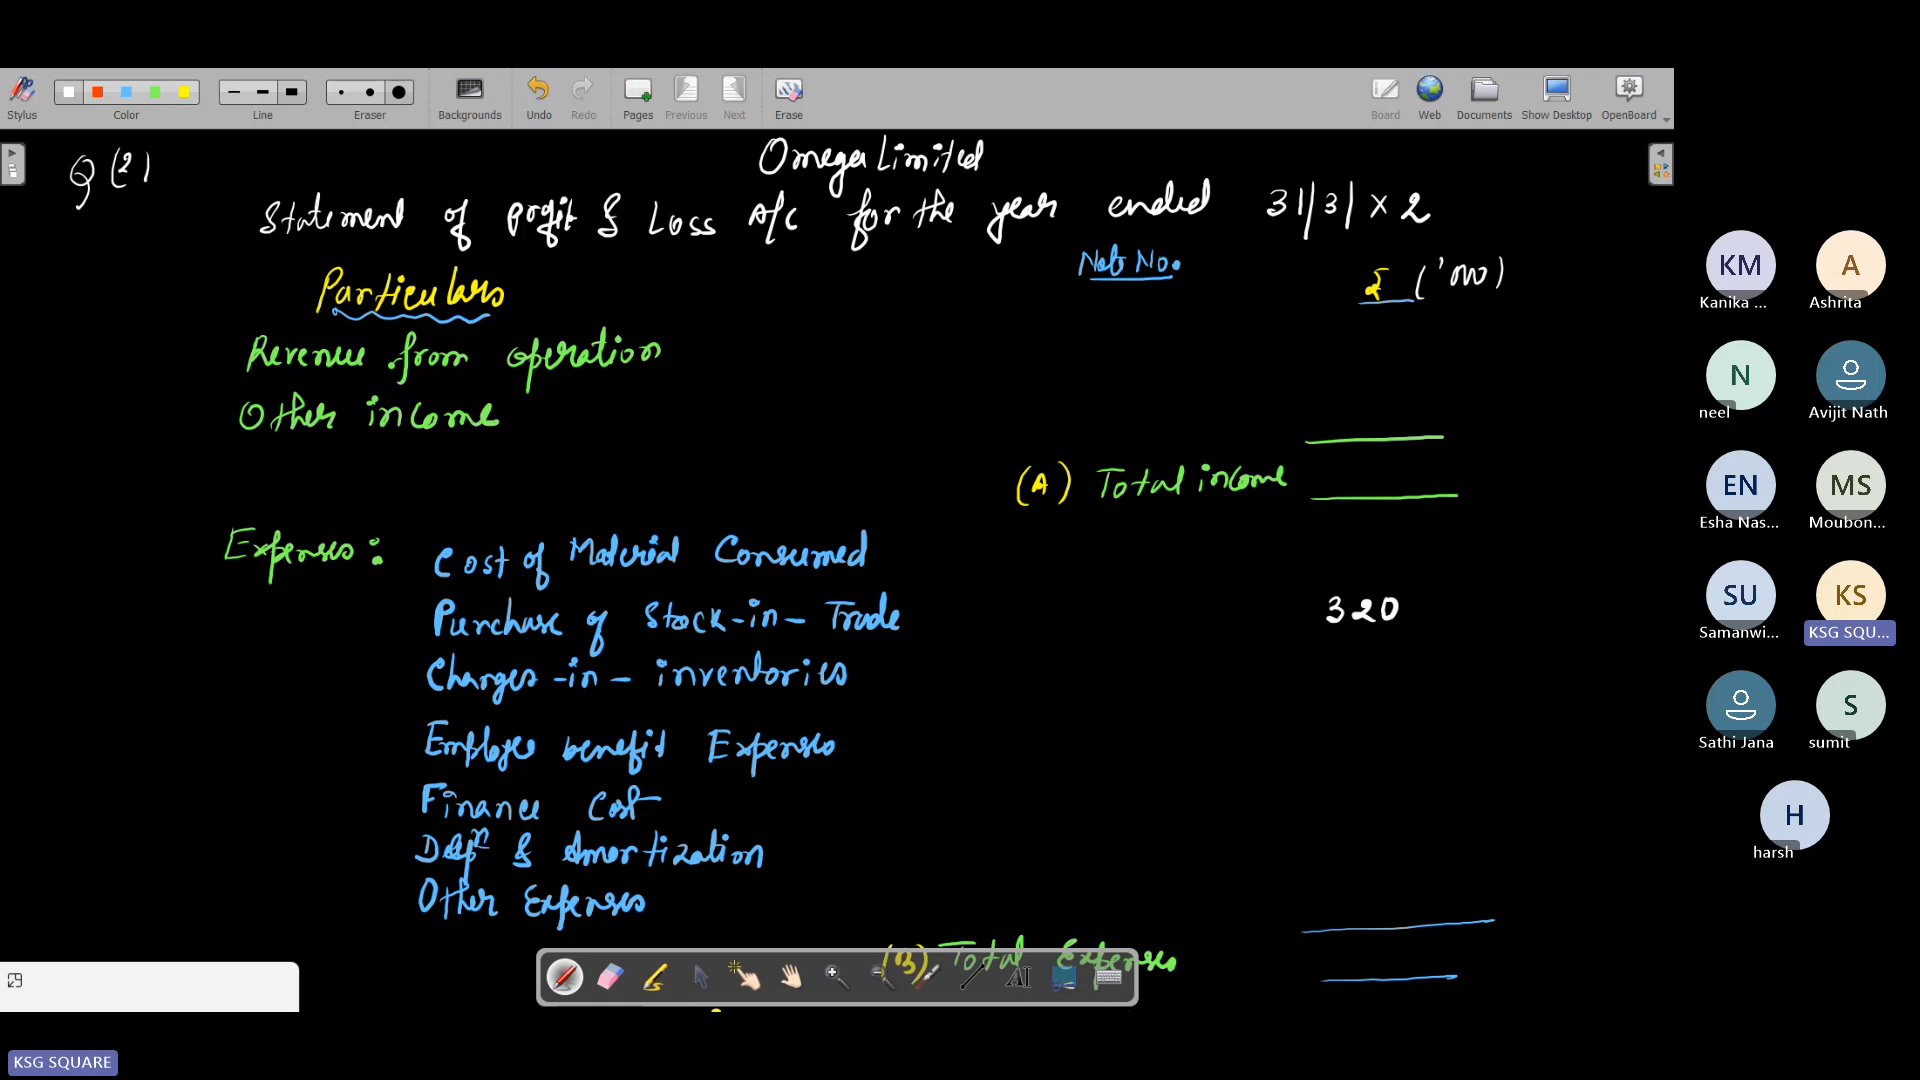 Stylus
Color
Line
Eraser
Backgrounds
Undo
Redo
Pages
Previous
Next
Erase
Board
Web
Documents
Show Desktop
OpenBoard
Q (2)
Omega Limited
Statement of Profit & Loss A/c for the year ended 31/3/ x 2
Particulars
Note No.
('000)
Revenue from operation
Other income
(A) Total income
Expenses:
Cost of Material Consumed
Purchase of Stock-in-Trade
320
Changes-in-inventories
Employee benefit Expenses
Finance Cost
Depn & Amortization
Other Expenses
(B) Total Expenses
AI
KM
Kanika ...
A
Ashrita
N
neel
Avijit Nath
EN
Esha Nas...
MS
Moubon...
SU
Samanwi...
KS
KSG SQU...
Sathi Jana
S
sumit
H
harsh
KSG SQUARE